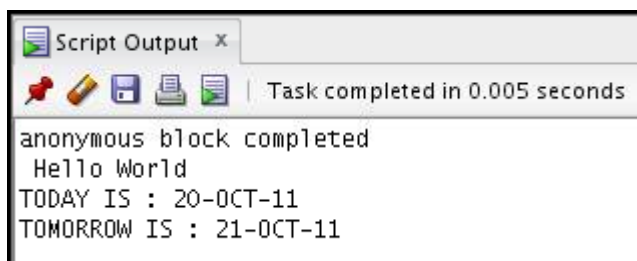 Script Output x
Task completed in 0.005 seconds
anonymous block completed
Hello World
TODAY IS : 20-OCT-11
TOMORROW IS : 21-OCT-11